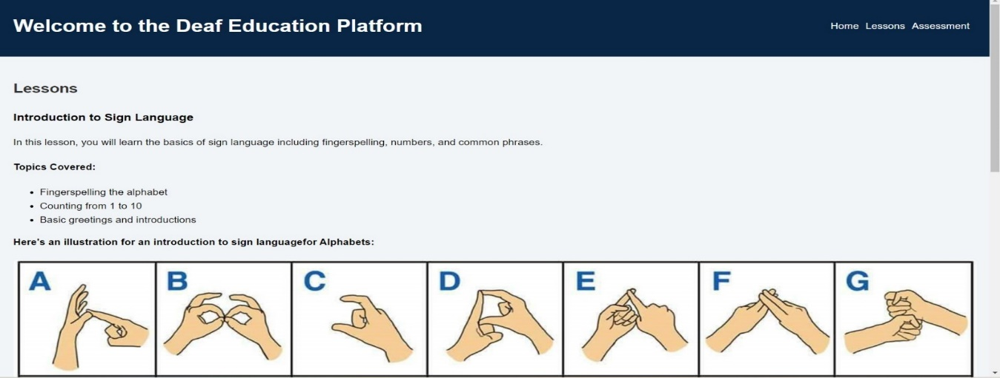 Welcome to the Deaf Education Platform
Home Lessons Assessment
Lessons
Introduction to Sign Language
In this lesson, you will learn the basics of sign language including fingerspelling, numbers, and common phrases.
Topics Covered:
• Fingerspelling the alphabet
• Counting from 1 to 10
• Basic greetings and introductions
Here's an illustration for an introduction to sign languagefor Alphabets:
A B C D E F G